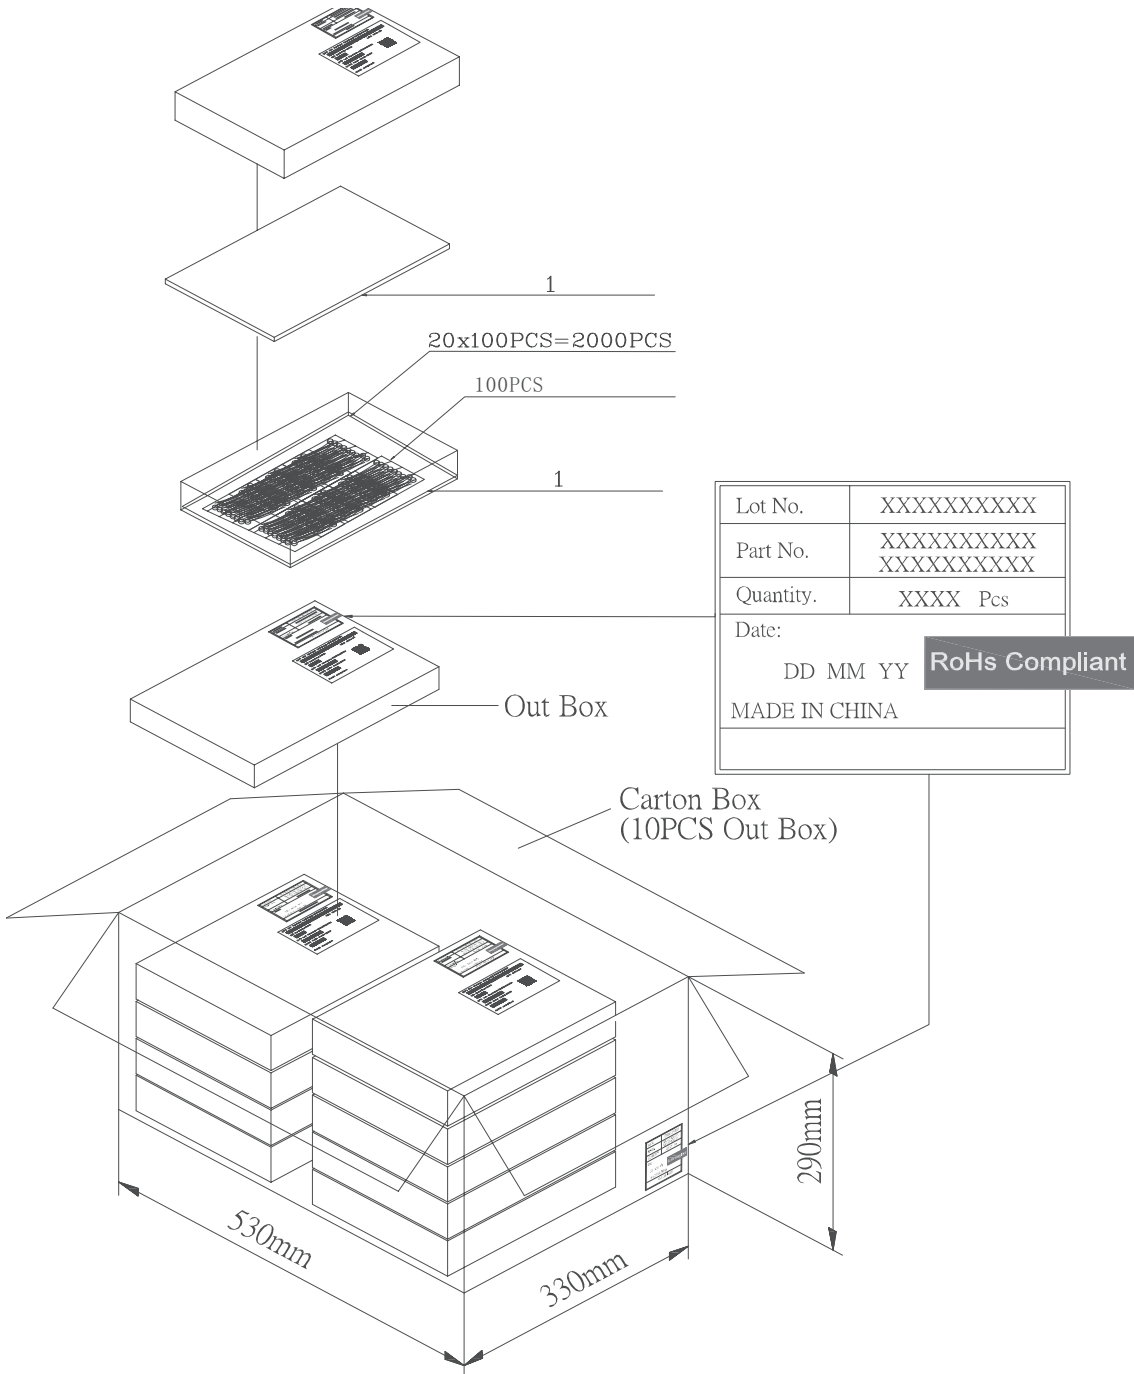 1
20x100PCS=2000PCS
100PCS
1
Lot No. XXXXXXXXXX
Part No. XXXXXXXXXX
XXXXXXXXXX
Quantity. XXXX Pcs
Date:
DD MM YY
RoHs Compliant
MADE IN CHINA
Out Box
Carton Box
(10PCS Out Box)
290mm
530mm
330mm